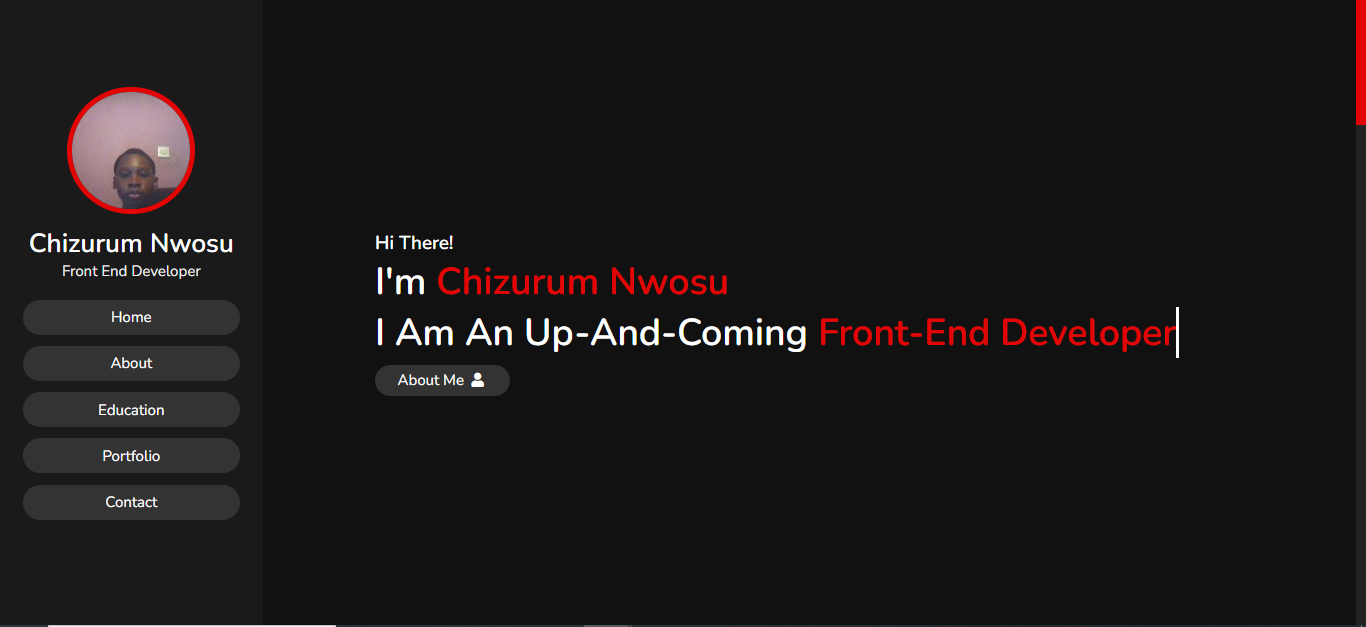 Chizurum Nwosu
Front End Developer
Home
About
Education
Portfolio
Contact
Hi There!
I'm Chizurum Nwosu
I Am An Up-And-Coming Front-End Developer
About Me